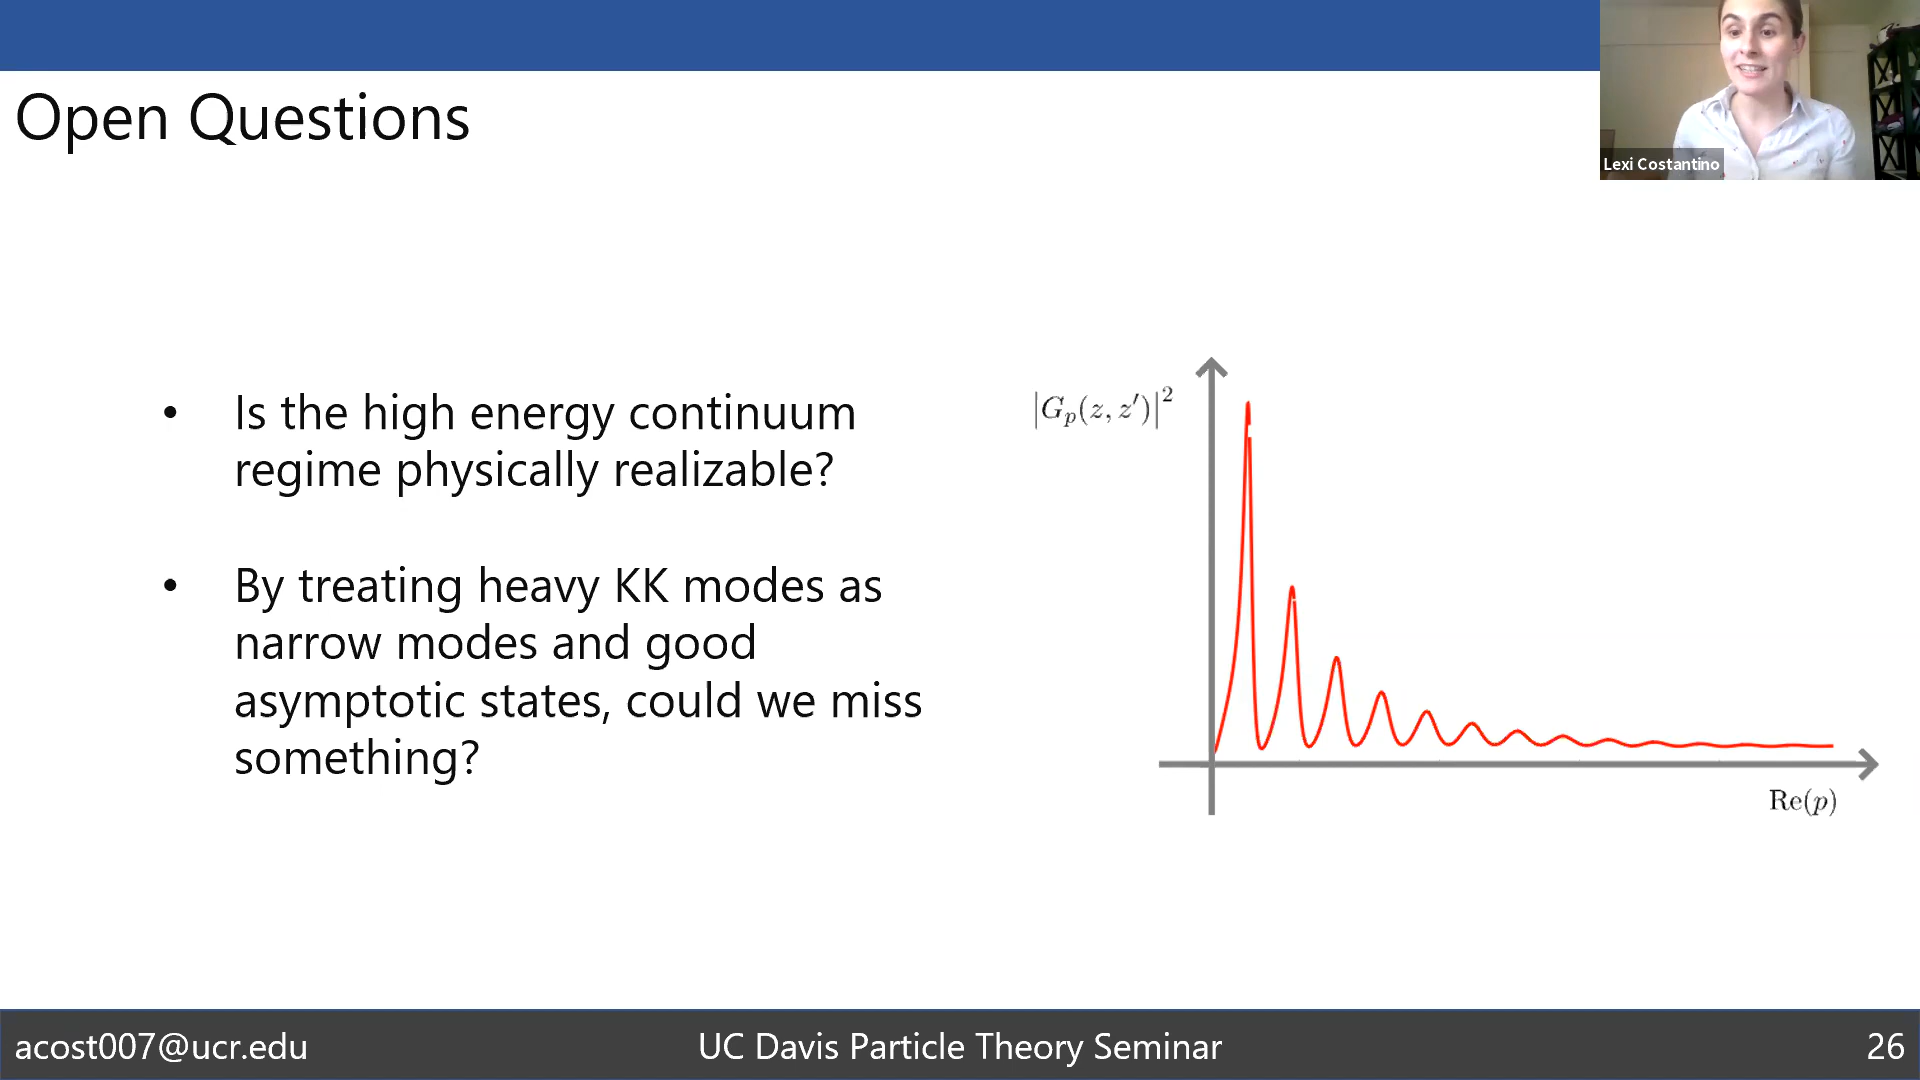 Open Questions
Lexi Costantino
• Is the high energy continuum
regime physically realizable?
• By treating heavy KK modes as
narrow modes and good
asymptotic states, could we miss
something?
|G_p(z, z′)|²
Re(p)
acost007@ucr.edu
UC Davis Particle Theory Seminar
26